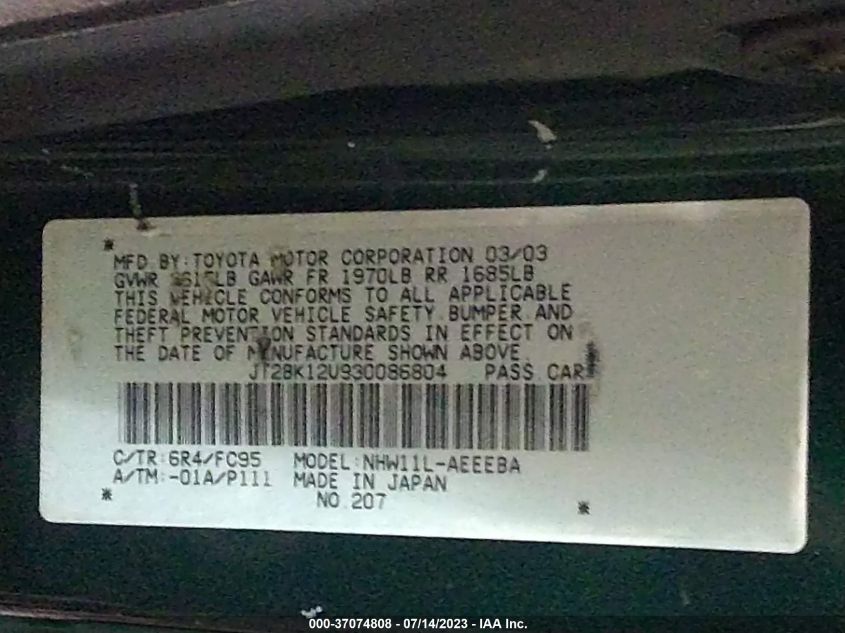 *
MFD BY:TOYOTA MOTOR CORPORATION 03/03
GVWR GAWR FR 1970LB RR 1685LB
THIS VEHICLE CONFORMS TO ALL APPLICABLE
FEDERAL MOTOR VEHICLE SAFETY BUMPER AND
THEFT PREVENTION STANDARDS IN EFFECT ON
THE DATE OF MANUFACTURE SHOWN ABOVE.
JT2BK12U930086804 PASS CAR
C/TR:6R4/FC95 MODEL:NHW11L-AEEEBA
A/TM:-01A/P111 MADE IN JAPAN
* NO.207 *
000-37074808 - 07/14/2023 - IAA Inc.